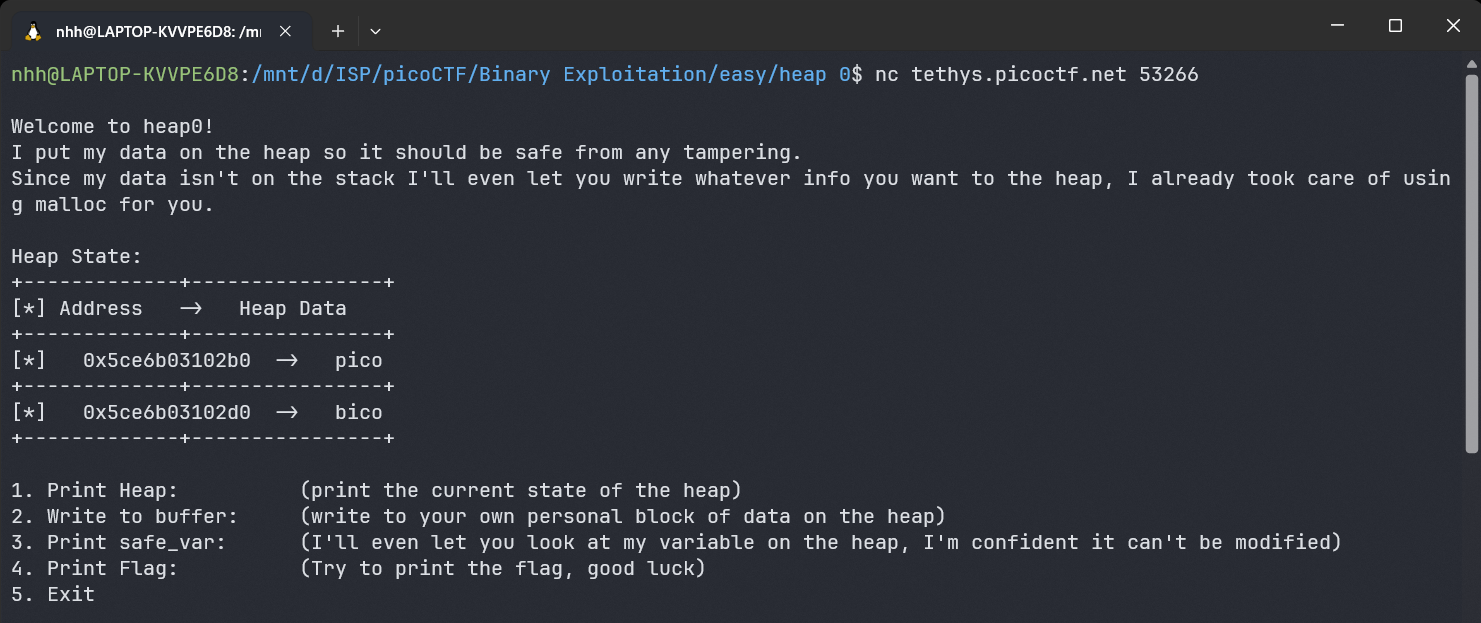 nhh@LAPTOP-KVVPE6D8: /m
nhh@LAPTOP-KVVPE6D8:/mnt/d/ISP/picoCTF/Binary Exploitation/easy/heap 0$ nc tethys.picoctf.net 53266
Welcome to heap0!
I put my data on the heap so it should be safe from any tampering.
Since my data isn't on the stack I'll even let you write whatever info you want to the heap, I already took care of usin
g malloc for you.
Heap State:
+-------------+----------------+
[*] Address   ->   Heap Data
+-------------+----------------+
[*]   0x5ce6b03102b0  ->   pico
+-------------+----------------+
[*]   0x5ce6b03102d0  ->   bico
+-------------+----------------+
1. Print Heap:          (print the current state of the heap)
2. Write to buffer:     (write to your own personal block of data on the heap)
3. Print safe_var:      (I'll even let you look at my variable on the heap, I'm confident it can't be modified)
4. Print Flag:          (Try to print the flag, good luck)
5. Exit